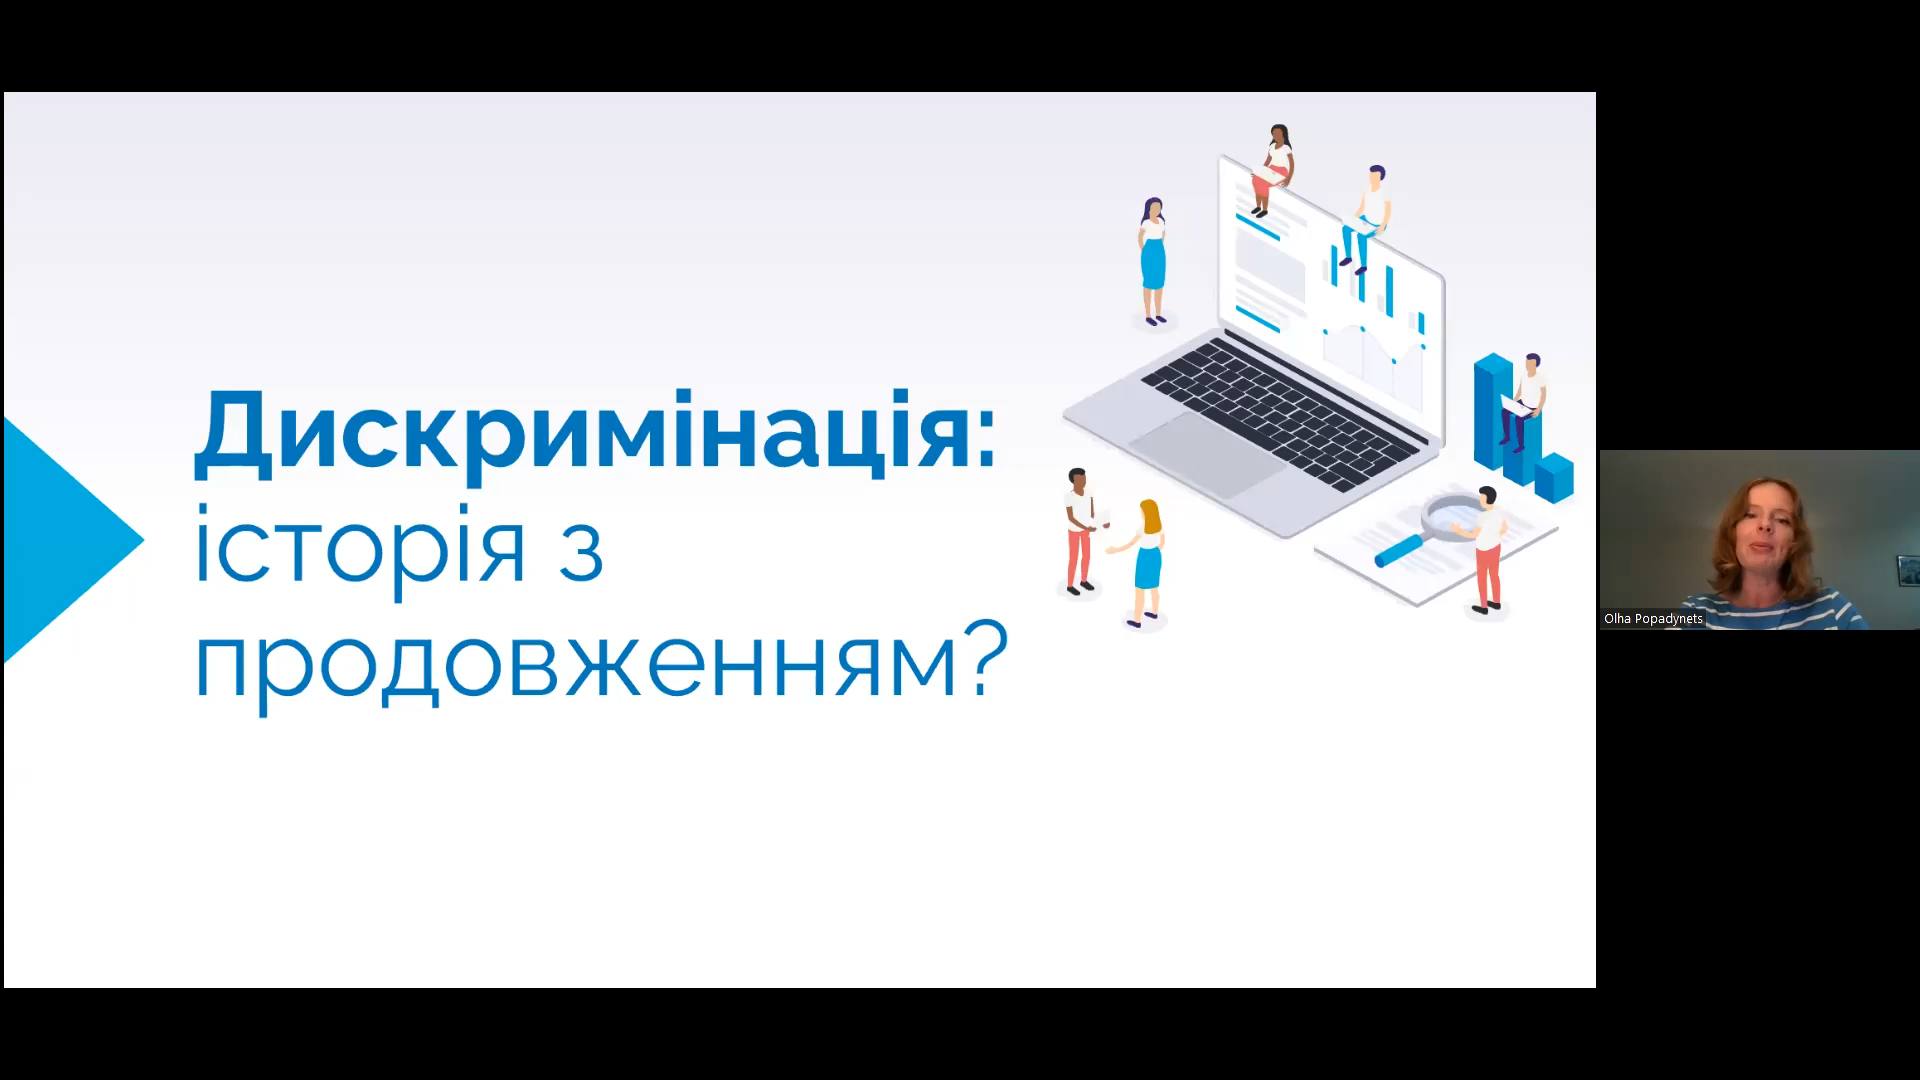 Дискримінація:
історія з
продовженням?
Olha Popadynets